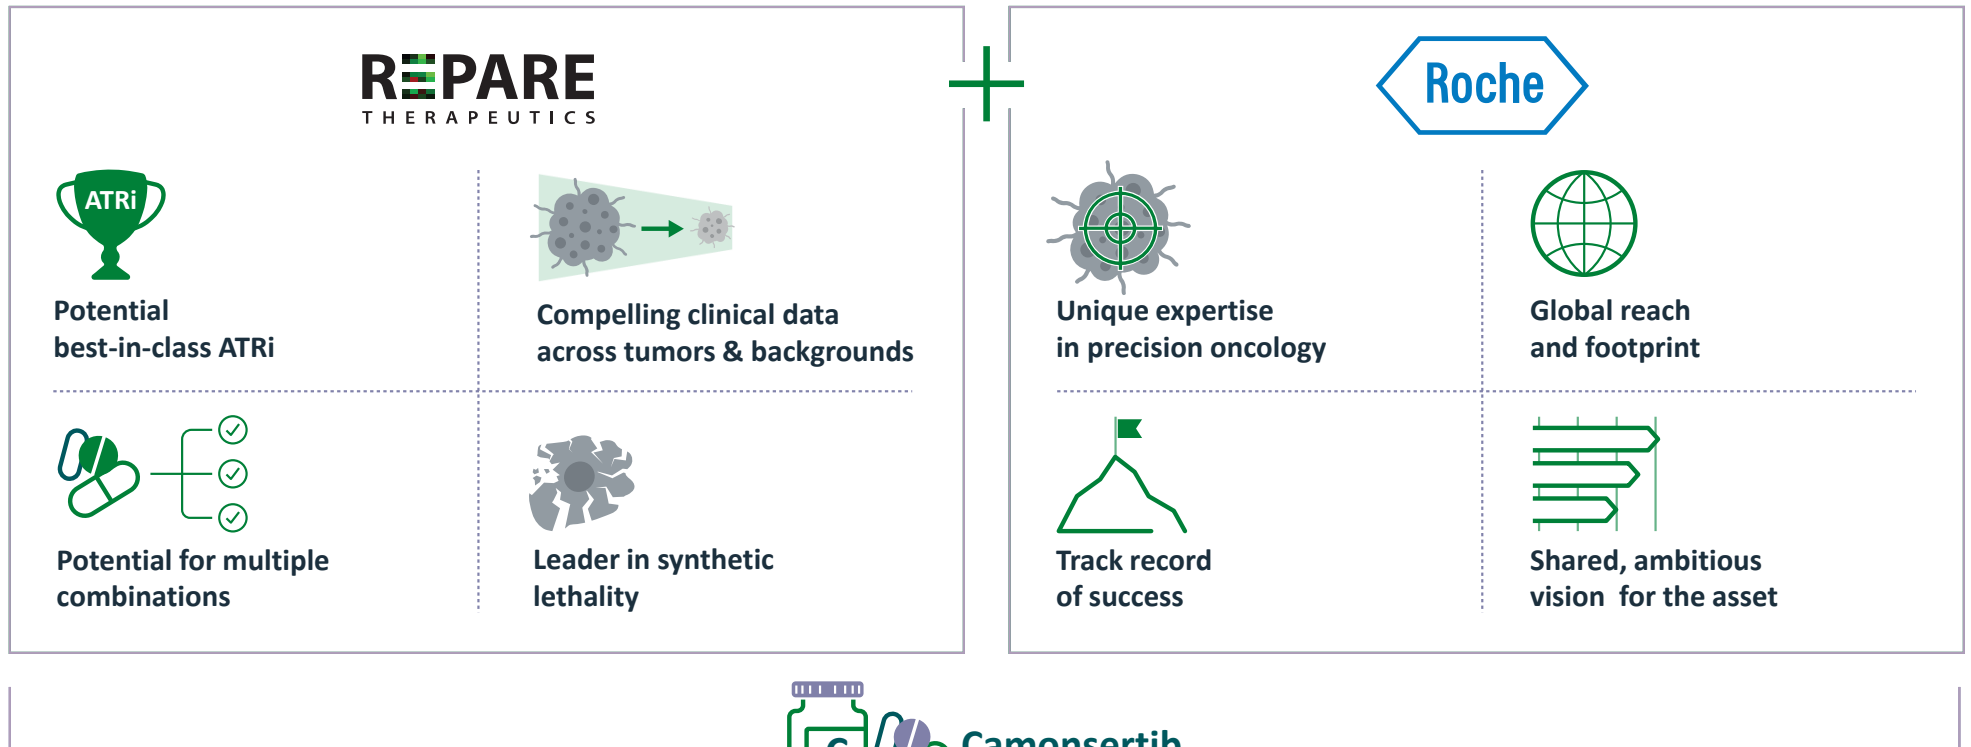 REPARE
THERAPEUTICS
Roche
ATRi
Potential
best-in-class ATRi
Compelling clinical data
across tumors & backgrounds
Unique expertise
in precision oncology
Global reach
and footprint
Potential for multiple
combinations
Leader in synthetic
lethality
Track record
of success
Shared, ambitious
vision for the asset
Camonsertib